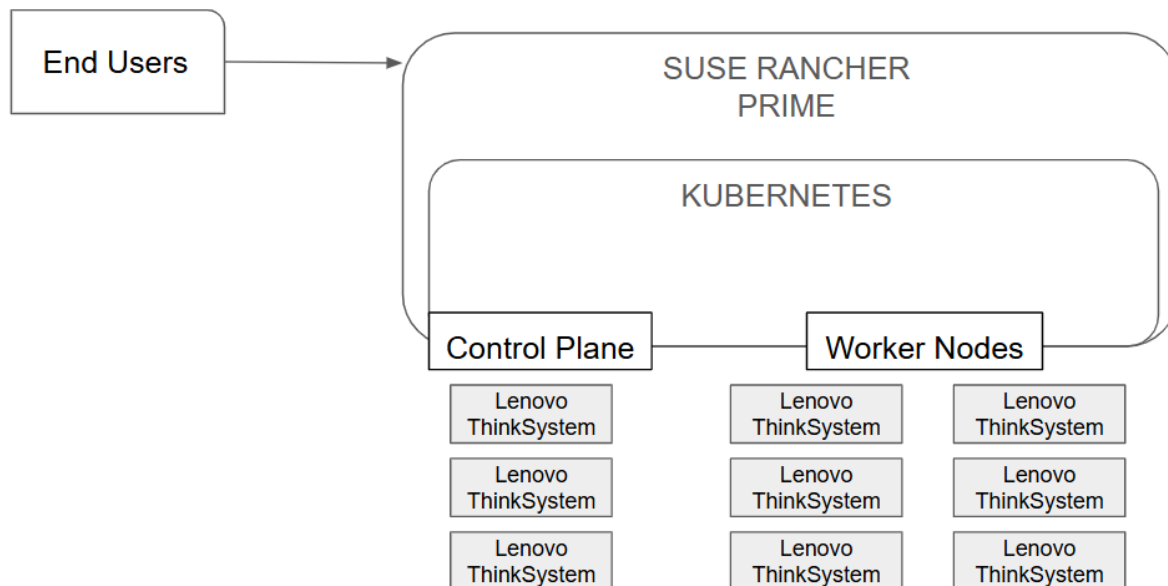 End Users
SUSE RANCHER
PRIME
KUBERNETES
Control Plane
Worker Nodes
Lenovo
ThinkSystem
Lenovo
ThinkSystem
Lenovo
ThinkSystem
Lenovo
ThinkSystem
Lenovo
ThinkSystem
Lenovo
ThinkSystem
Lenovo
ThinkSystem
Lenovo
ThinkSystem
Lenovo
ThinkSystem